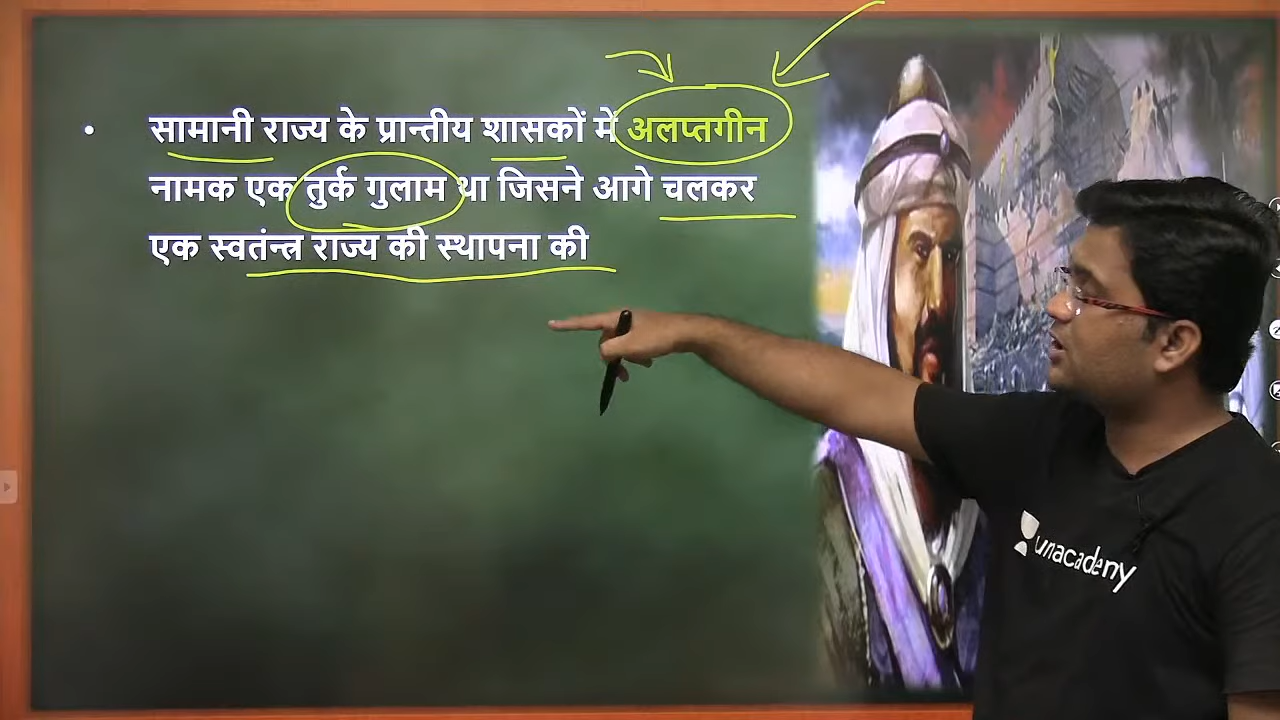 • सामानी राज्य के प्रान्तीय शासकों में अलप्तगीन
नामक एक तुर्क गुलाम था जिसने आगे चलकर
एक स्वतंन्त्र राज्य की स्थापना की
unacademy